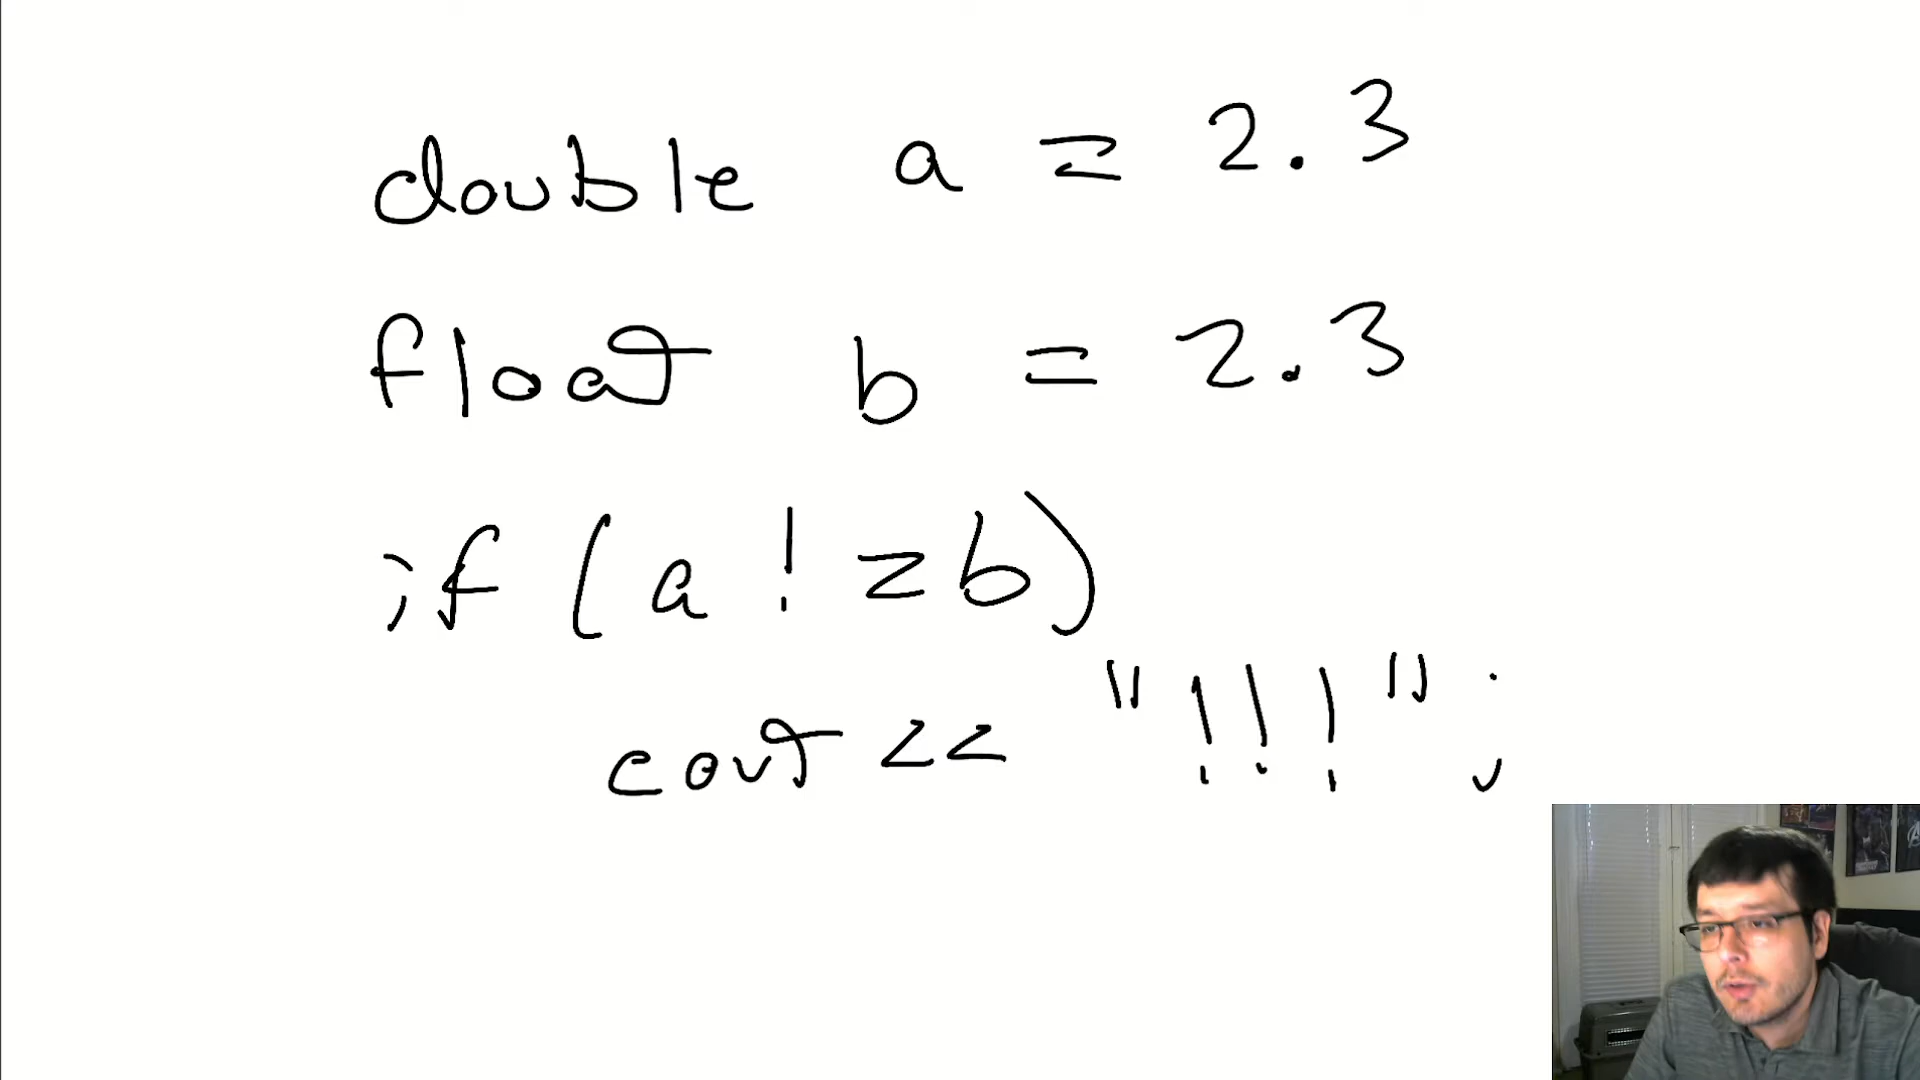 double a = 2.3
float b = 2.3
if (a != b)
cout << "!!!" ;